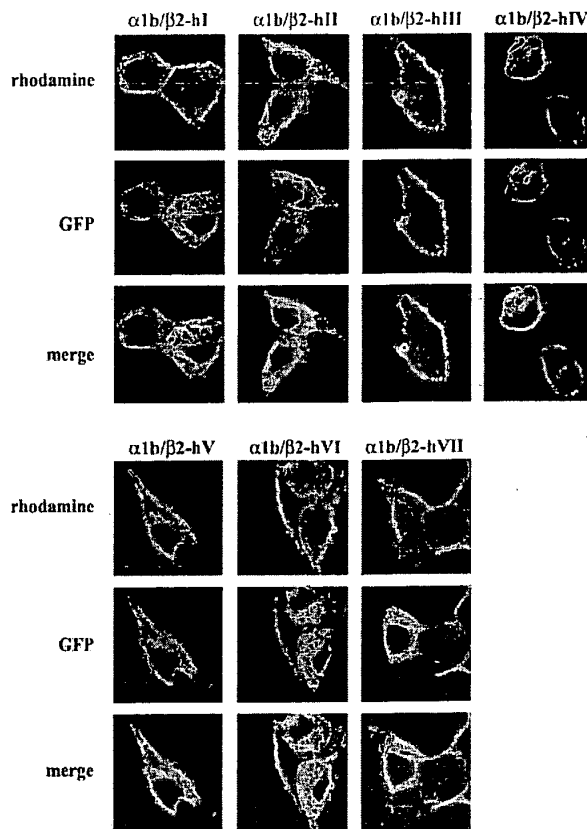 α1b/β2-hI α1b/β2-hII α1b/β2-hIII α1b/β2-hIV
rhodamine
GFP
merge
α1b/β2-hV α1b/β2-hVI α1b/β2-hVII
rhodamine
GFP
merge